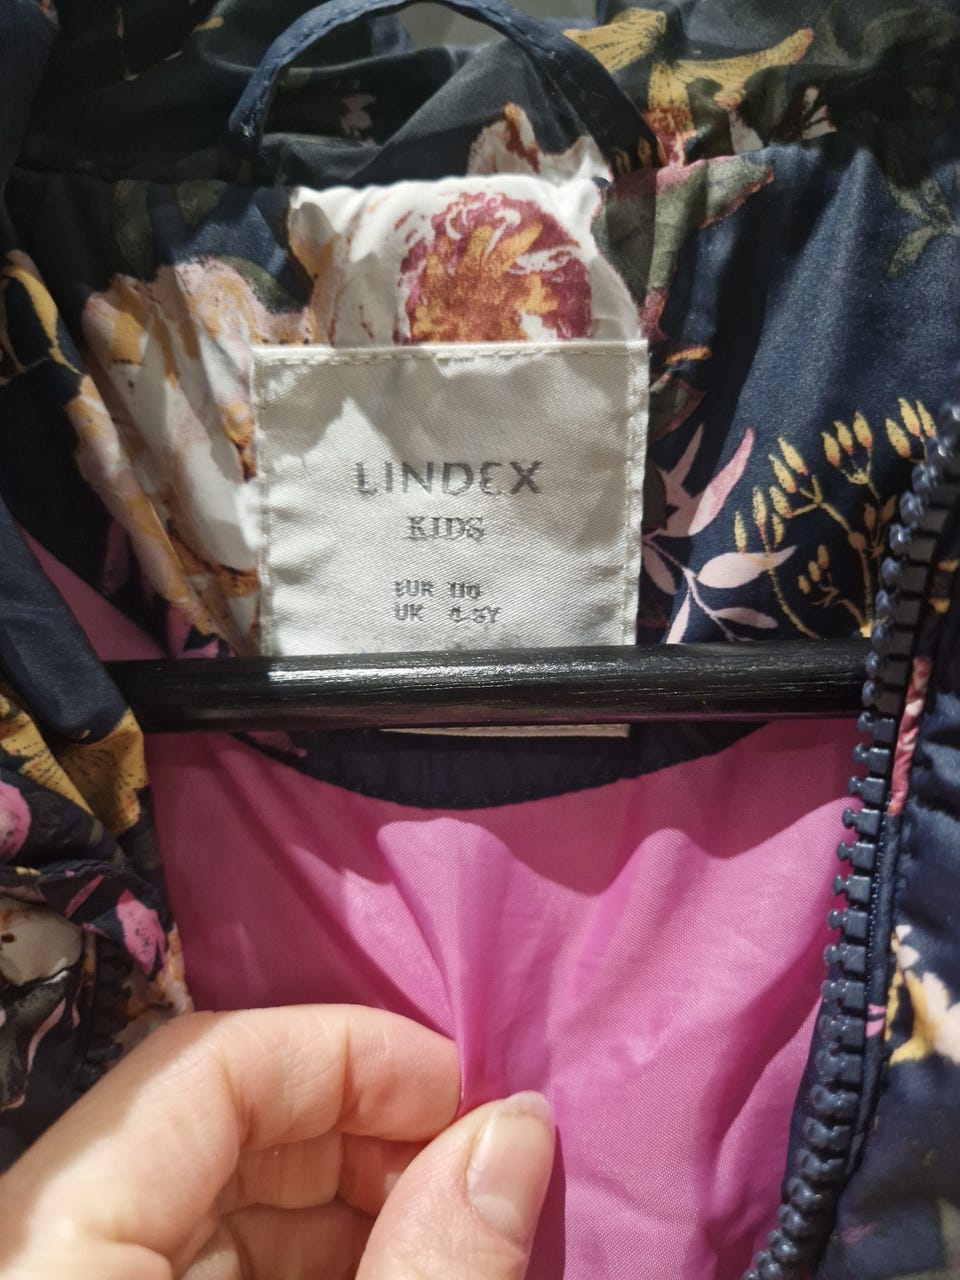 LINDEX
KIDS
EUR 110
UK 4-5Y